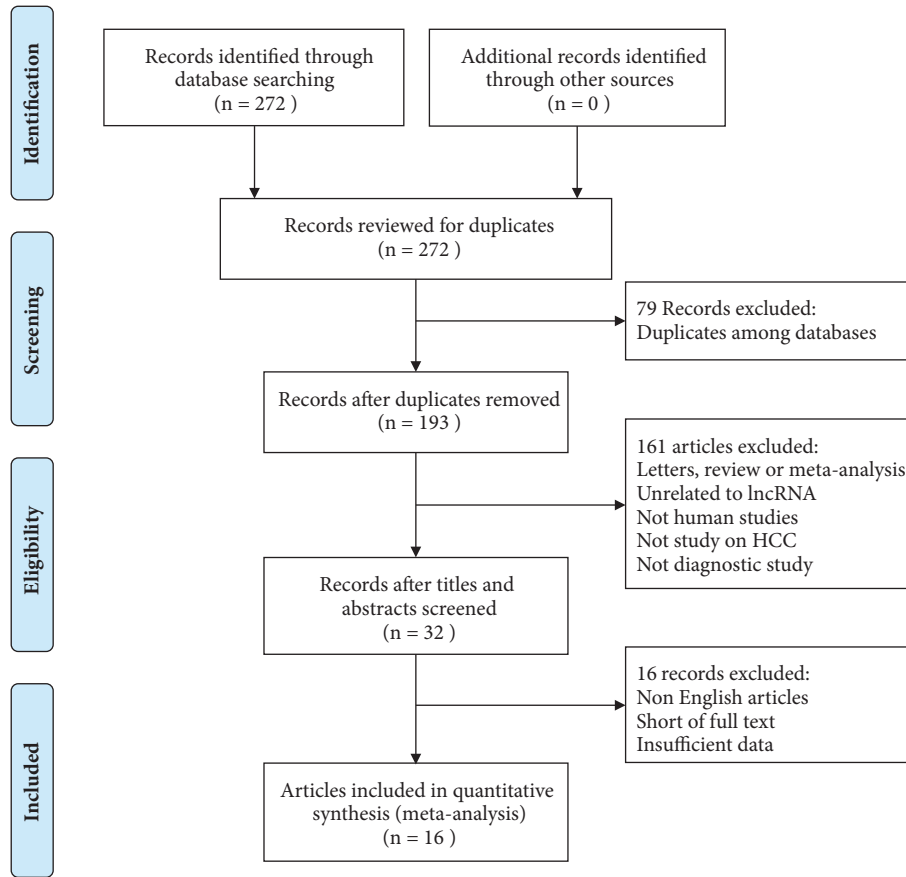 Identification
Records identified through
database searching
(n = 272 )
Additional records identified
through other sources
(n = 0 )
Records reviewed for duplicates
(n = 272 )
Screening
79 Records excluded:
Duplicates among databases
Records after duplicates removed
(n = 193 )
Eligibility
161 articles excluded:
Letters, review or meta-analysis
Unrelated to lncRNA
Not human studies
Not study on HCC
Not diagnostic study
Records after titles and
abstracts screened
(n = 32 )
16 records excluded:
Non English articles
Short of full text
Insufficient data
Included
Articles included in quantitative
synthesis (meta-analysis)
(n = 16 )